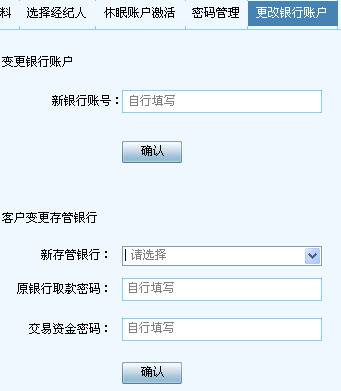 料 选择经纪人 休眠账户激活 密码管理 更改银行账户
变更银行账户
新银行账号： 自行填写
确认
客户变更存管银行
新存管银行： 请选择
原银行取款密码： 自行填写
交易资金密码： 自行填写
确认